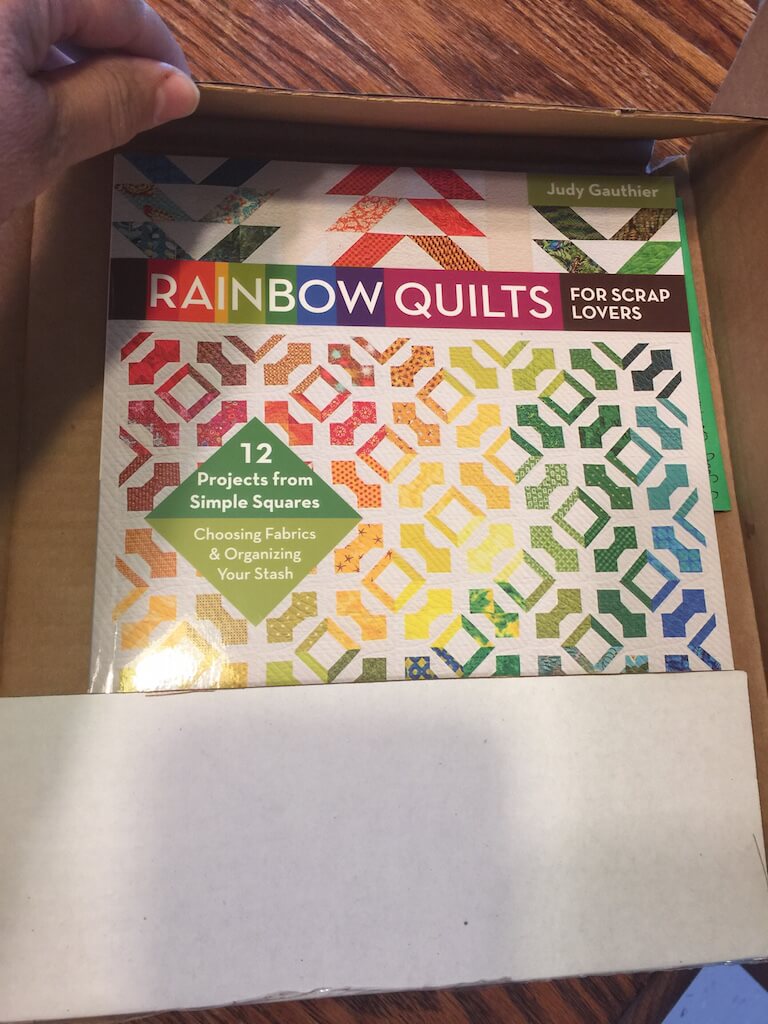 Judy Gauthier
RAINBOW QUILTS FOR SCRAP
LOVERS
12
Projects from
Simple Squares
Choosing Fabrics
& Organizing
Your Stash